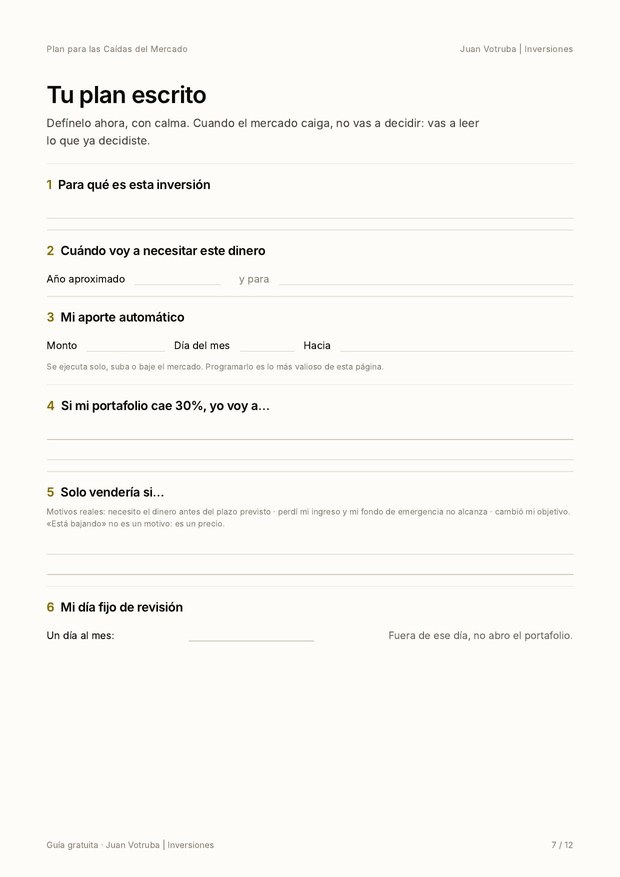 Plan para las Caídas del Mercado
Juan Votruba | Inversiones
Tu plan escrito
Defínelo ahora, con calma. Cuando el mercado caiga, no vas a decidir: vas a leer
lo que ya decidiste.
1 Para qué es esta inversión
2 Cuándo voy a necesitar este dinero
Año aproximado y para
3 Mi aporte automático
Monto Día del mes Hacia
Se ejecuta solo, suba o baje el mercado. Programarlo es lo más valioso de esta página.
4 Si mi portafolio cae 30%, yo voy a…
5 Solo vendería si…
Motivos reales: necesito el dinero antes del plazo previsto · perdí mi ingreso y mi fondo de emergencia no alcanza · cambió mi objetivo.
«Está bajando» no es un motivo: es un precio.
6 Mi día fijo de revisión
Un día al mes: Fuera de ese día, no abro el portafolio.
Guía gratuita · Juan Votruba | Inversiones
7 / 12